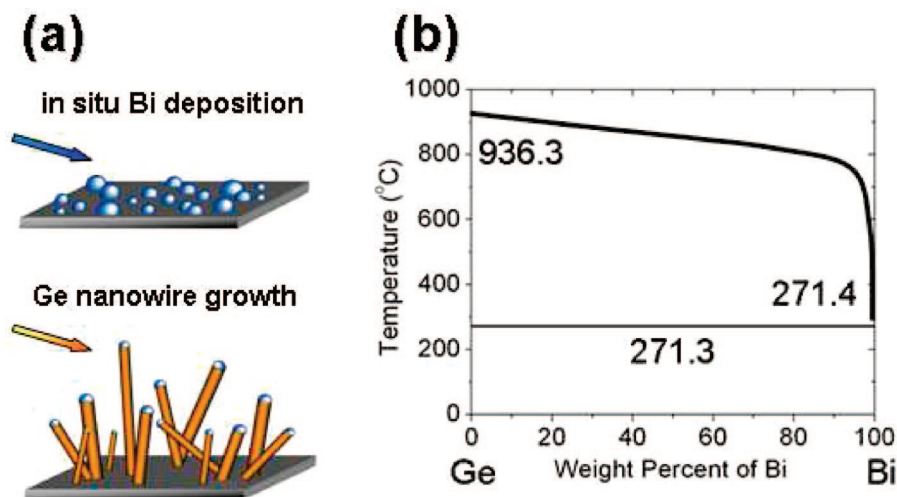 (a)
in situ Bi deposition
Ge nanowire growth
(b)
1000
800
600
400
200
0
Temperature (°C)
936.3
271.4
271.3
0 20 40 60 80 100
Ge Weight Percent of Bi Bi